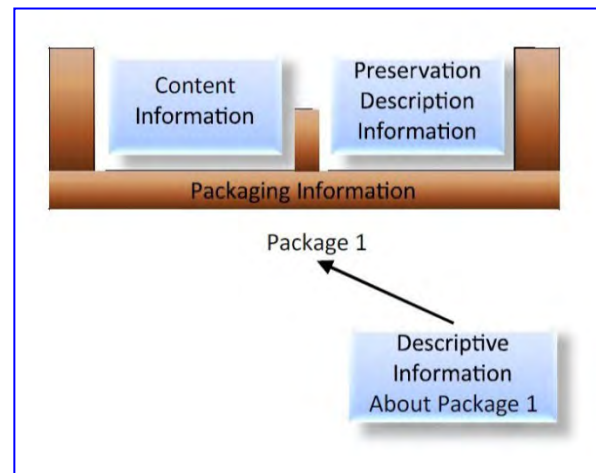 Content
Information
Preservation
Description
Information
Packaging Information
Package 1
Descriptive
Information
About Package 1